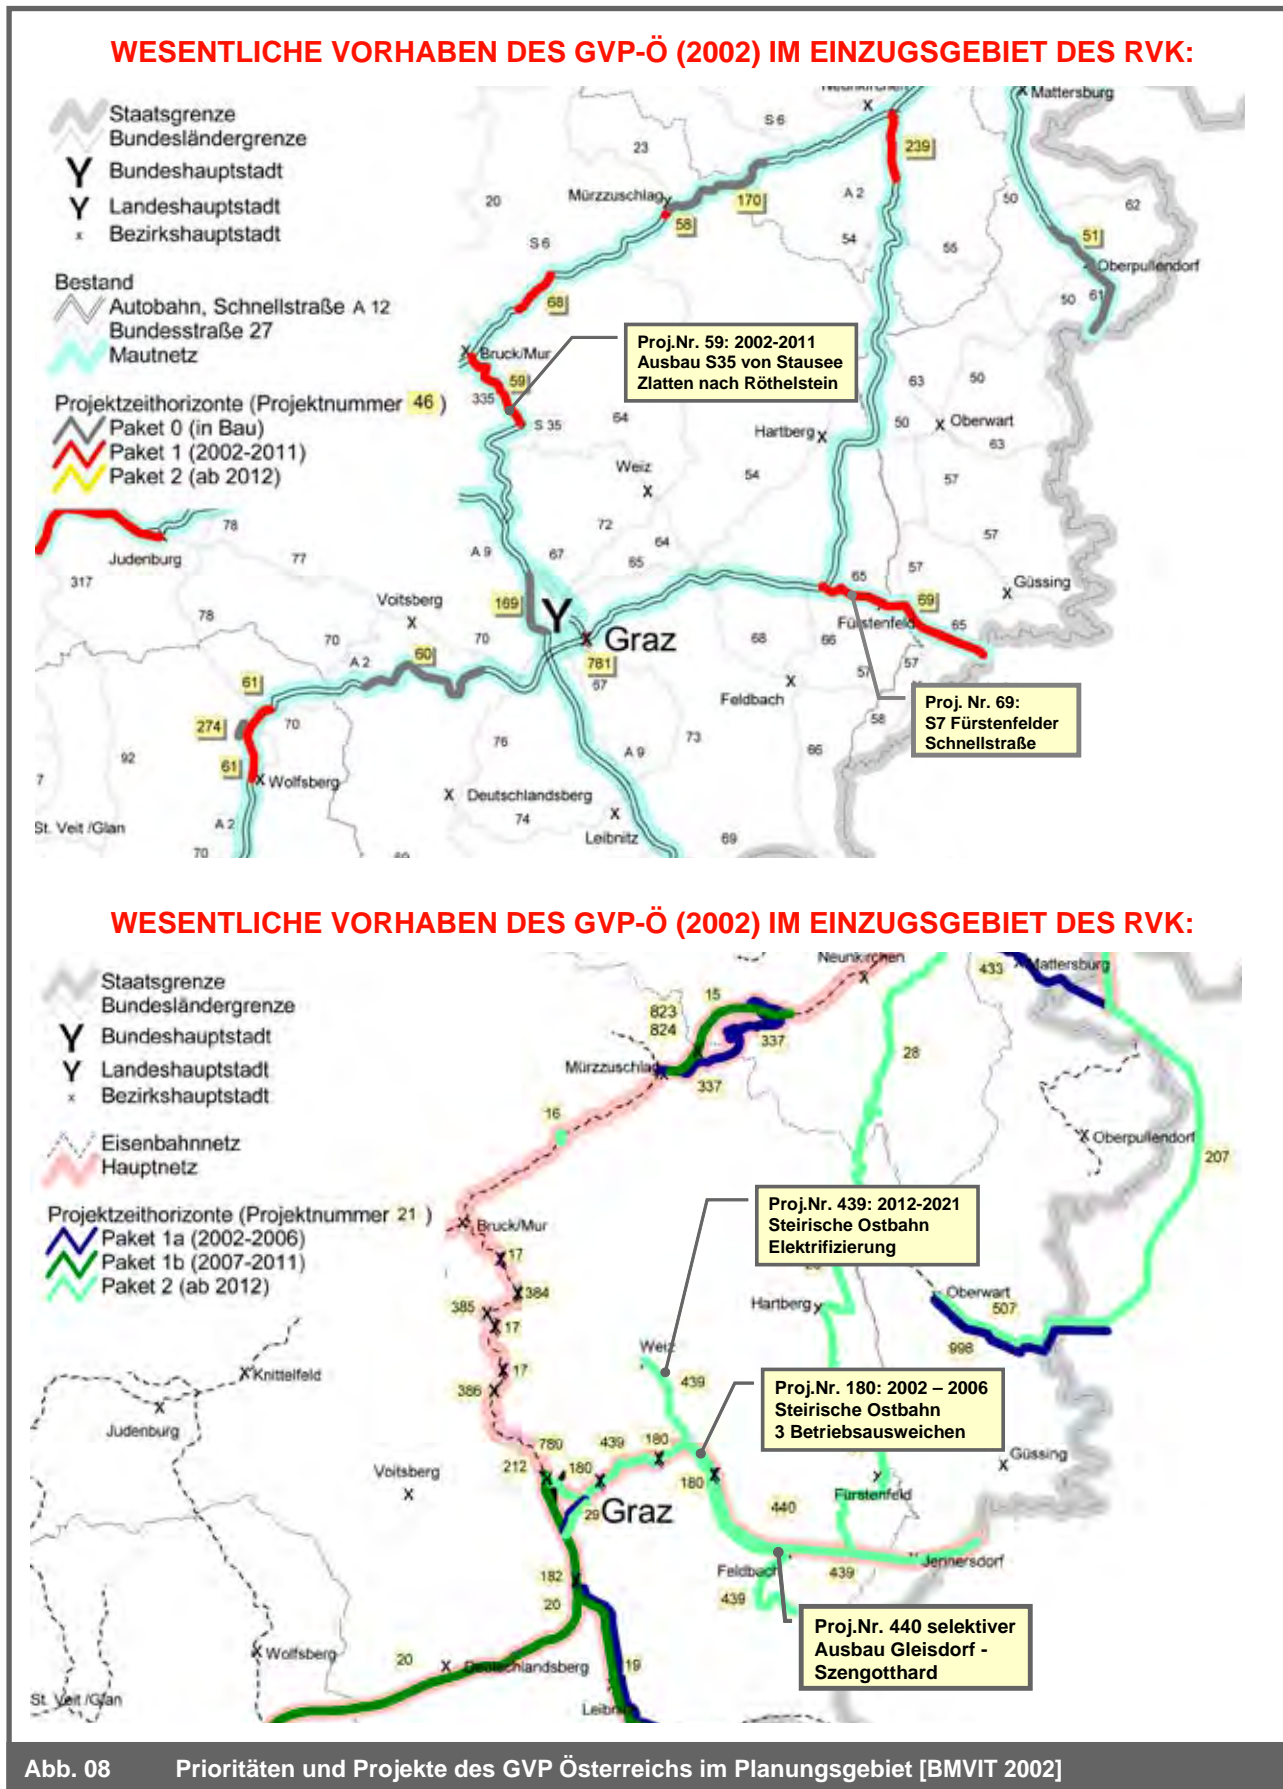 WESENTLICHE VORHABEN DES GVP-Ö (2002) IM EINZUGSGEBIET DES RVK:
Staatsgrenze
Bundesländergrenze
Bundeshauptstadt
Landeshauptstadt
Bezirkshauptstadt
Bestand
Autobahn, Schnellstraße A 12
Bundesstraße 27
Mautnetz
Projektzeithorizonte (Projektnummer 46 )
Paket 0 (in Bau)
Paket 1 (2002-2011)
Paket 2 (ab 2012)
Neunkirchen
Mattersburg
S 6
23
239
Mürzzuschlag
170
A 2
50
62
20
58
54
55
51
S 6
Oberpullendorf
68
50
61
Proj.Nr. 59: 2002-2011
Ausbau S35 von Stausee
Zlatten nach Röthelstein
Bruck/Mur
59
335
S 35
64
63
50
Hartberg
50
Oberwart
63
Weiz
54
57
78
72
57
Judenburg
77
A 9
67
64
65
57
317
65
Güssing
Voitsberg
169
69
78
Fürstenfeld
65
70
70
Graz
68
66
A 2
60
781
57
57
61
67
Feldbach
Proj. Nr. 69:
S7 Fürstenfelder
Schnellstraße
274
70
58
76
A 9
73
66
92
7
61
Wolfsberg
Deutschlandsberg
St. Veit /Glan
A 2
74
Leibnitz
69
70
69
WESENTLICHE VORHABEN DES GVP-Ö (2002) IM EINZUGSGEBIET DES RVK:
Staatsgrenze
Bundesländergrenze
Bundeshauptstadt
Landeshauptstadt
Bezirkshauptstadt
Eisenbahnnetz
Hauptnetz
Projektzeithorizonte (Projektnummer 21 )
Paket 1a (2002-2006)
Paket 1b (2007-2011)
Paket 2 (ab 2012)
Neunkirchen
433
Mattersburg
15
823
824
337
28
Mürzzuschlag
337
16
Oberpullendorf
207
Proj.Nr. 439: 2012-2021
Steirische Ostbahn
Elektrifizierung
Bruck/Mur
17
384
Oberwart
385
Hartberg
507
17
998
Weiz
17
439
Knittelfeld
386
Proj.Nr. 180: 2002 – 2006
Steirische Ostbahn
3 Betriebsausweichen
Judenburg
780
439
180
Güssing
Voitsberg
212
180
180
Fürstenfeld
29
Graz
440
Jennersdorf
182
Feldbach
439
20
439
Proj.Nr. 440 selektiver
Ausbau Gleisdorf -
Szengotthard
Wolfsberg
20
Deutschlandsberg
19
St. Veit /Glan
Leibnitz
Abb. 08 Prioritäten und Projekte des GVP Österreichs im Planungsgebiet [BMVIT 2002]